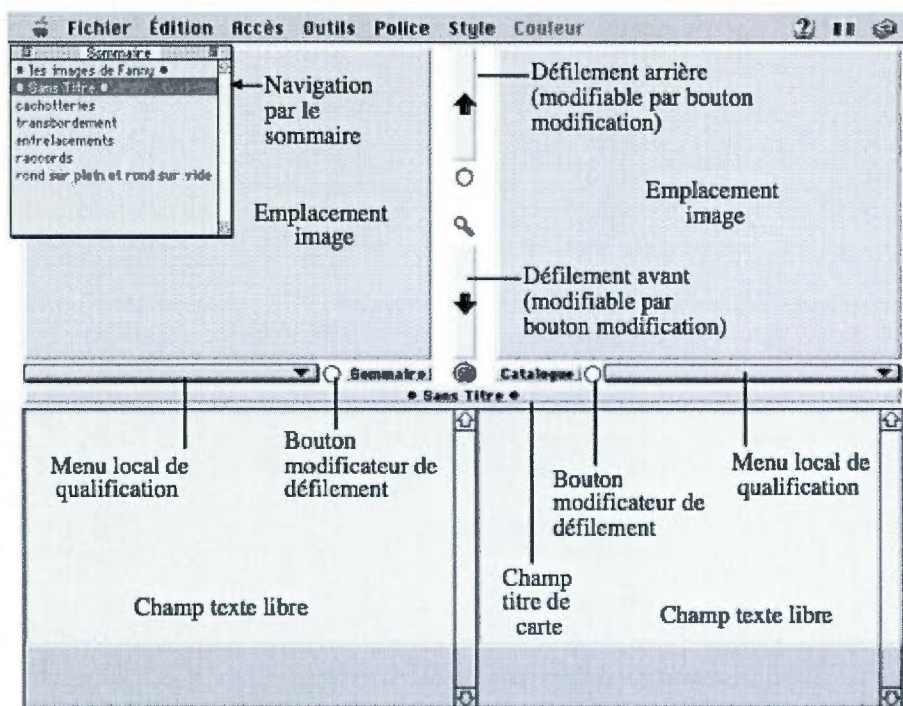 Fichier Édition Accès Outils Police Style Couleur
Sommaire
• les images de Fanny •
• Sans Titre •
cachotteries
transbordement
entrelacements
raccords
rond sur plein et rond sur vide
Navigation
par le
sommaire
Emplacement
image
Défilement arrière
(modifiable par bouton
modification)
Emplacement
image
Défilement avant
(modifiable par
bouton modification)
Sommaire
Catalogue
• Sans Titre •
Menu local de
qualification
Bouton
modificateur de
défilement
Bouton
modificateur de
défilement
Menu local de
qualification
Champ
titre de
carte
Champ texte libre
Champ texte libre